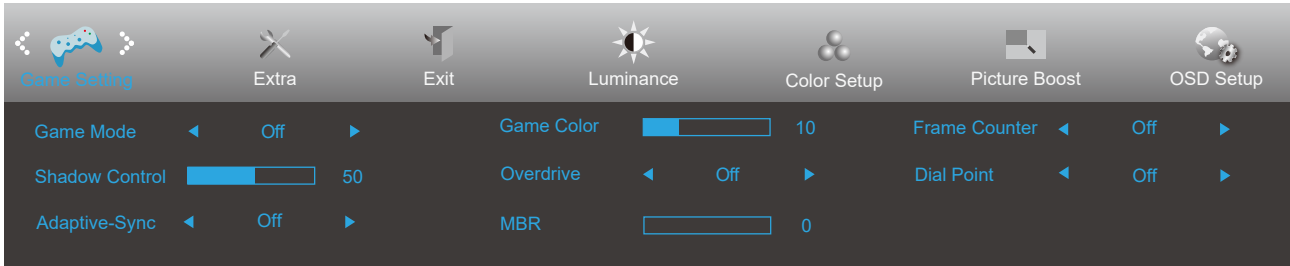 Game Setting Extra Exit Luminance Color Setup Picture Boost OSD Setup
Game Mode Off Game Color 10 Frame Counter Off
Shadow Control 50 Overdrive Off Dial Point Off
Adaptive-Sync Off MBR 0